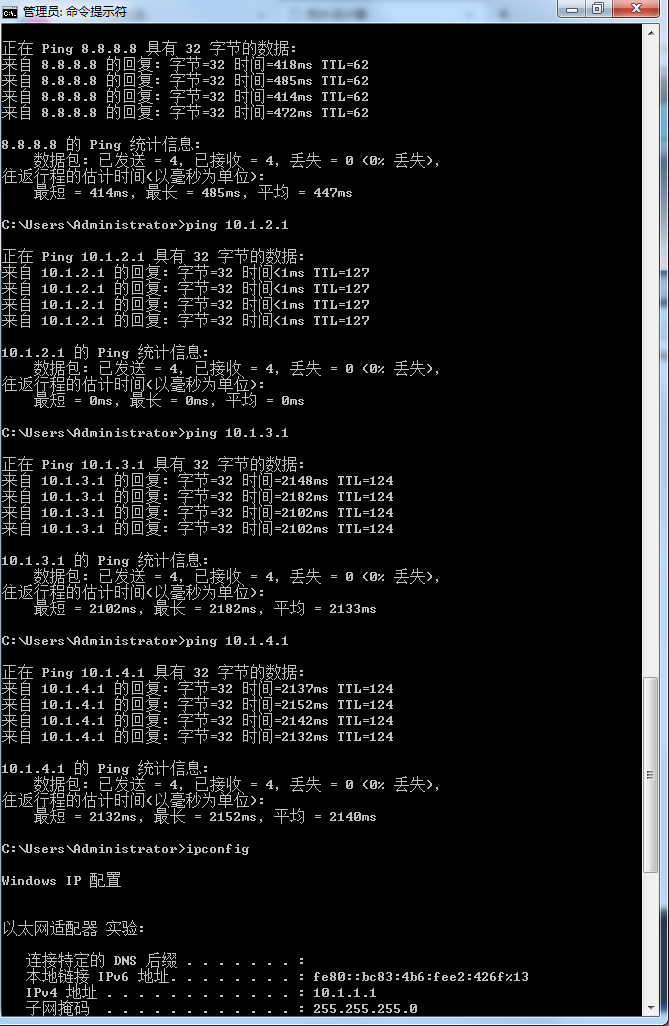 管理员: 命令提示符
正在 Ping 8.8.8.8 具有 32 字节的数据:
来自 8.8.8.8 的回复: 字节=32 时间=418ms TTL=62
来自 8.8.8.8 的回复: 字节=32 时间=485ms TTL=62
来自 8.8.8.8 的回复: 字节=32 时间=414ms TTL=62
来自 8.8.8.8 的回复: 字节=32 时间=472ms TTL=62
8.8.8.8 的 Ping 统计信息:
数据包: 已发送 = 4, 已接收 = 4, 丢失 = 0 (0% 丢失),
往返行程的估计时间(以毫秒为单位):
最短 = 414ms, 最长 = 485ms, 平均 = 447ms
C:\Users\Administrator>ping 10.1.2.1
正在 Ping 10.1.2.1 具有 32 字节的数据:
来自 10.1.2.1 的回复: 字节=32 时间<1ms TTL=127
来自 10.1.2.1 的回复: 字节=32 时间<1ms TTL=127
来自 10.1.2.1 的回复: 字节=32 时间<1ms TTL=127
来自 10.1.2.1 的回复: 字节=32 时间<1ms TTL=127
10.1.2.1 的 Ping 统计信息:
数据包: 已发送 = 4, 已接收 = 4, 丢失 = 0 (0% 丢失),
往返行程的估计时间(以毫秒为单位):
最短 = 0ms, 最长 = 0ms, 平均 = 0ms
C:\Users\Administrator>ping 10.1.3.1
正在 Ping 10.1.3.1 具有 32 字节的数据:
来自 10.1.3.1 的回复: 字节=32 时间=2148ms TTL=124
来自 10.1.3.1 的回复: 字节=32 时间=2182ms TTL=124
来自 10.1.3.1 的回复: 字节=32 时间=2102ms TTL=124
来自 10.1.3.1 的回复: 字节=32 时间=2102ms TTL=124
10.1.3.1 的 Ping 统计信息:
数据包: 已发送 = 4, 已接收 = 4, 丢失 = 0 (0% 丢失),
往返行程的估计时间(以毫秒为单位):
最短 = 2102ms, 最长 = 2182ms, 平均 = 2133ms
C:\Users\Administrator>ping 10.1.4.1
正在 Ping 10.1.4.1 具有 32 字节的数据:
来自 10.1.4.1 的回复: 字节=32 时间=2137ms TTL=124
来自 10.1.4.1 的回复: 字节=32 时间=2152ms TTL=124
来自 10.1.4.1 的回复: 字节=32 时间=2142ms TTL=124
来自 10.1.4.1 的回复: 字节=32 时间=2132ms TTL=124
10.1.4.1 的 Ping 统计信息:
数据包: 已发送 = 4, 已接收 = 4, 丢失 = 0 (0% 丢失),
往返行程的估计时间(以毫秒为单位):
最短 = 2132ms, 最长 = 2152ms, 平均 = 2140ms
C:\Users\Administrator>ipconfig
Windows IP 配置
以太网适配器 实验:
连接特定的 DNS 后缀 . . . . . . . :
本地链接 IPv6 地址. . . . . . . . : fe80::bc83:4b6:fee2:426f%13
IPv4 地址 . . . . . . . . . . . . : 10.1.1.1
子网掩码 . . . . . . . . . . . . : 255.255.255.0